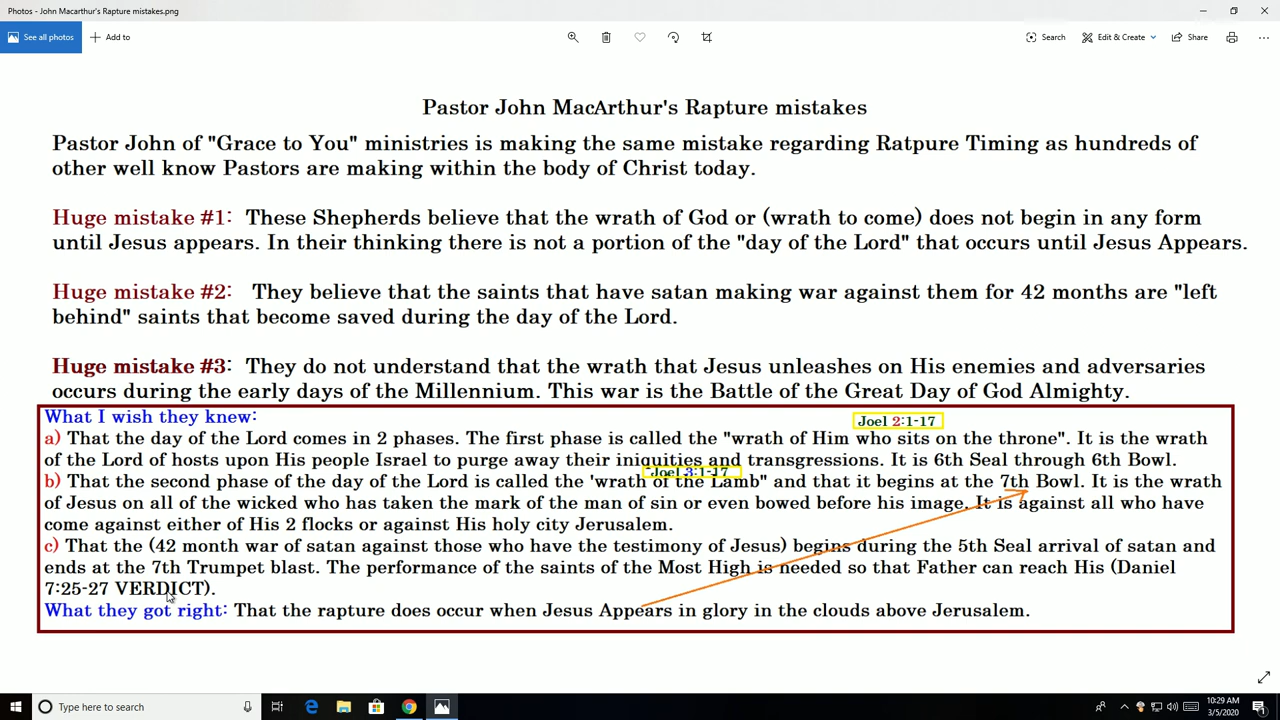 Photos - John Macarthur's Rapture mistakes.png
See all photos
Add to
Search
Edit & Create
Share
Pastor John MacArthur's Rapture mistakes
Pastor John of "Grace to You" ministries is making the same mistake regarding Ratpure Timing as hundreds of
other well know Pastors are making within the body of Christ today.
Huge mistake #1: These Shepherds believe that the wrath of God or (wrath to come) does not begin in any form
until Jesus appears. In their thinking there is not a portion of the "day of the Lord" that occurs until Jesus Appears.
Huge mistake #2: They believe that the saints that have satan making war against them for 42 months are "left
behind" saints that become saved during the day of the Lord.
Huge mistake #3: They do not understand that the wrath that Jesus unleashes on His enemies and adversaries
occurs during the early days of the Millennium. This war is the Battle of the Great Day of God Almighty.
What I wish they knew:
Joel 2:1-17
a) That the day of the Lord comes in 2 phases. The first phase is called the "wrath of Him who sits on the throne". It is the wrath
of the Lord of hosts upon His people Israel to purge away their iniquities and transgressions. It is 6th Seal through 6th Bowl.
Joel 3:1-17
b) That the second phase of the day of the Lord is called the 'wrath of the Lamb" and that it begins at the 7th Bowl. It is the wrath
of Jesus on all of the wicked who has taken the mark of the man of sin or even bowed before his image. It is against all who have
come against either of His 2 flocks or against His holy city Jerusalem.
c) That the (42 month war of satan against those who have the testimony of Jesus) begins during the 5th Seal arrival of satan and
ends at the 7th Trumpet blast. The performance of the saints of the Most High is needed so that Father can reach His (Daniel
7:25-27 VERDICT).
What they got right: That the rapture does occur when Jesus Appears in glory in the clouds above Jerusalem.
Type here to search
10:29 AM
3/5/2020
1